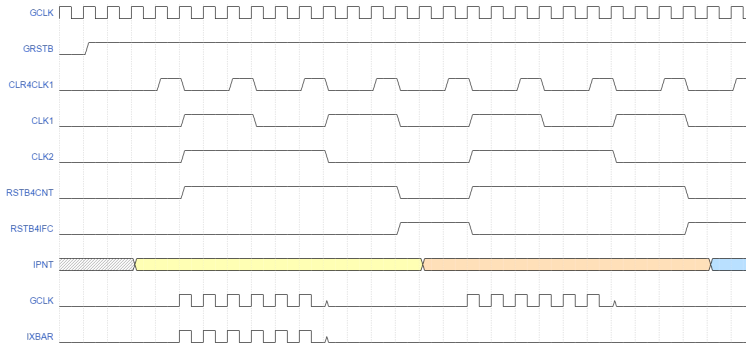 GCLK
GRSTB
CLR4CLK1
CLK1
CLK2
RSTB4CNT
RSTB4IFC
IPNT
GCLK
IXBAR